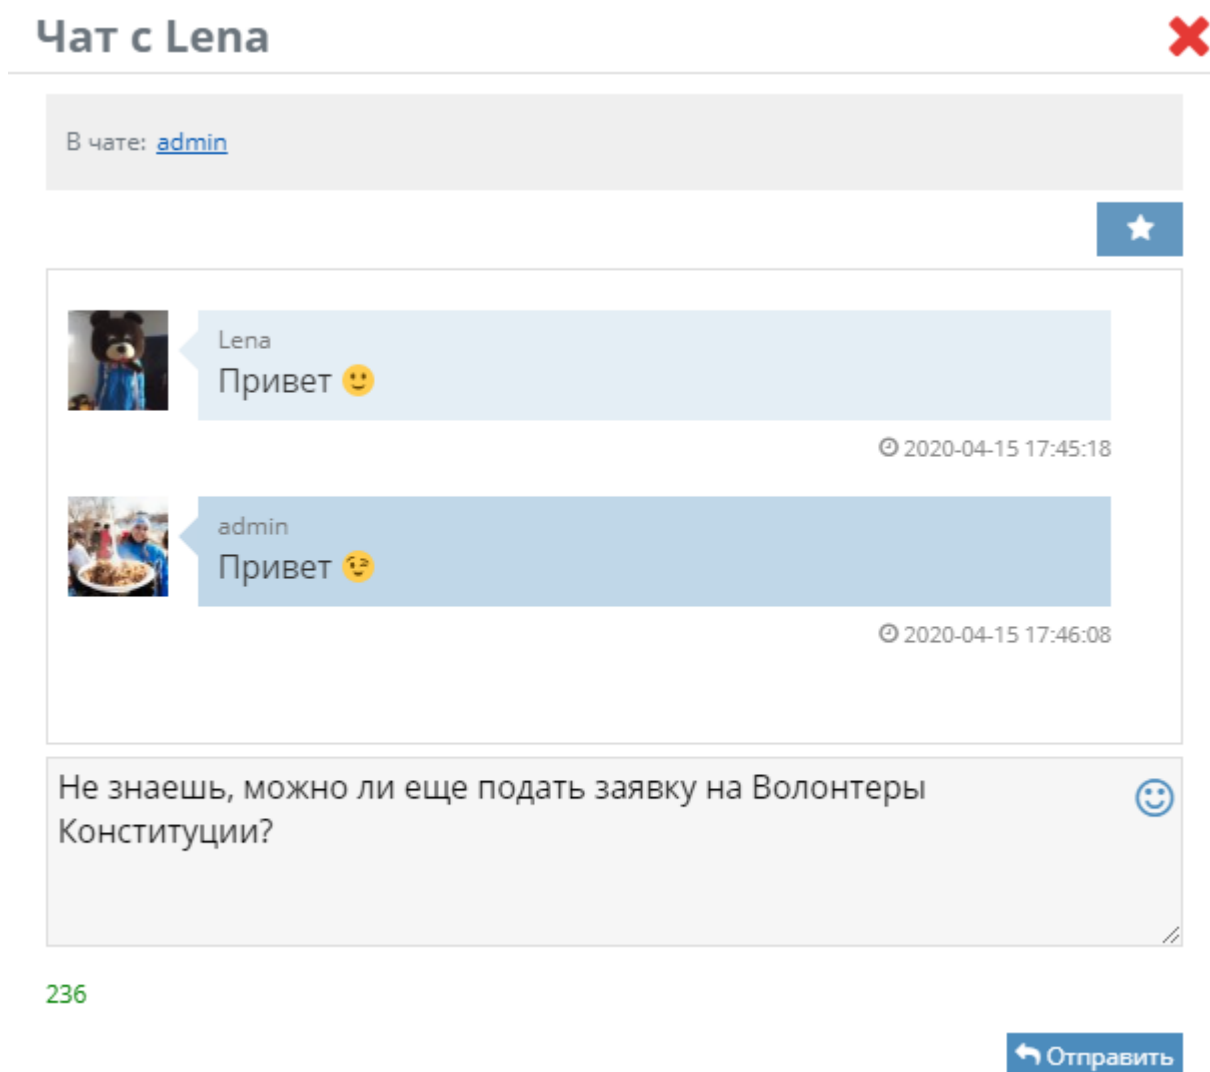 Чат с Lena
В чате: admin
Lena
Привет 🙂
2020-04-15 17:45:18
admin
Привет 😉
2020-04-15 17:46:08
Не знаешь, можно ли еще подать заявку на Волонтеры
Конституции?
236
Отправить